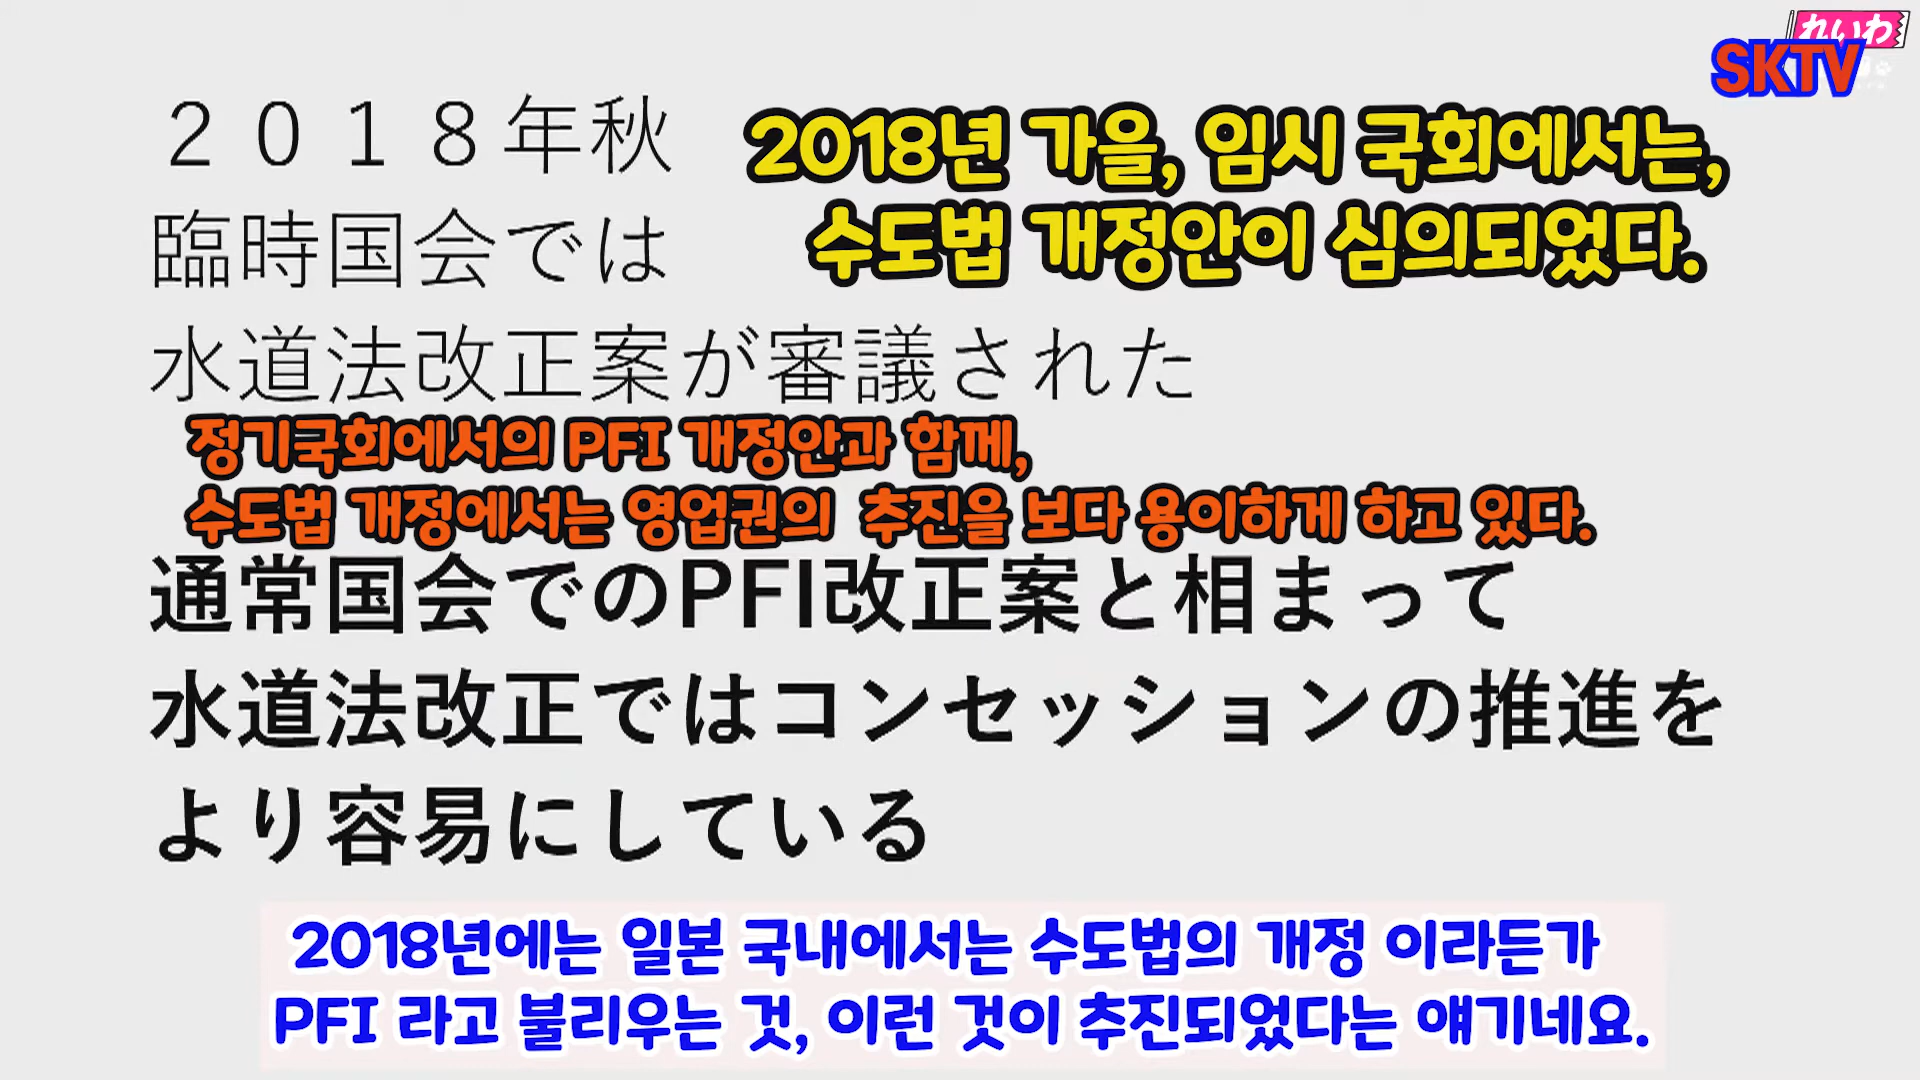 れいわ
SKTV
２０１８年秋
2018년 가을, 임시 국회에서는,
수도법 개정안이 심의되었다.
臨時国会では
水道法改正案が審議された
정기국회에서의 PFI 개정안과 함께,
수도법 개정에서는 영업권의 추진을 보다 용이하게 하고 있다.
通常国会でのPFI改正案と相まって
水道法改正ではコンセッションの推進を
より容易にしている
2018년에는 일본 국내에서는 수도법의 개정 이라든가
PFI 라고 불리우는 것, 이런 것이 추진되었다는 얘기네요.